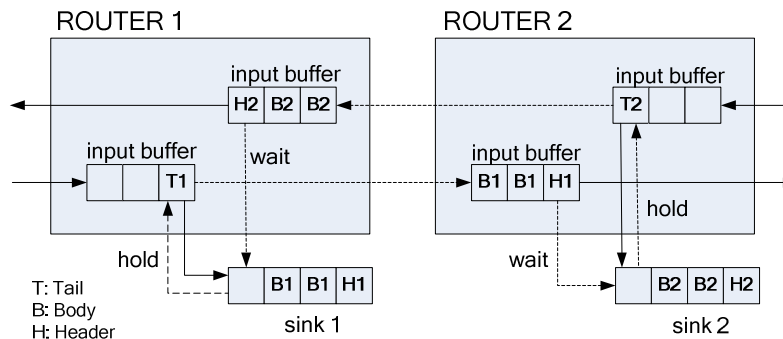 ROUTER 1
ROUTER 2
input buffer
input buffer
H2 B2 B2
T2
wait
input buffer
T1
input buffer
B1 B1 H1
hold
hold
wait
B1 B1 H1
B2 B2 H2
T: Tail
B: Body
H: Header
sink 1
sink 2